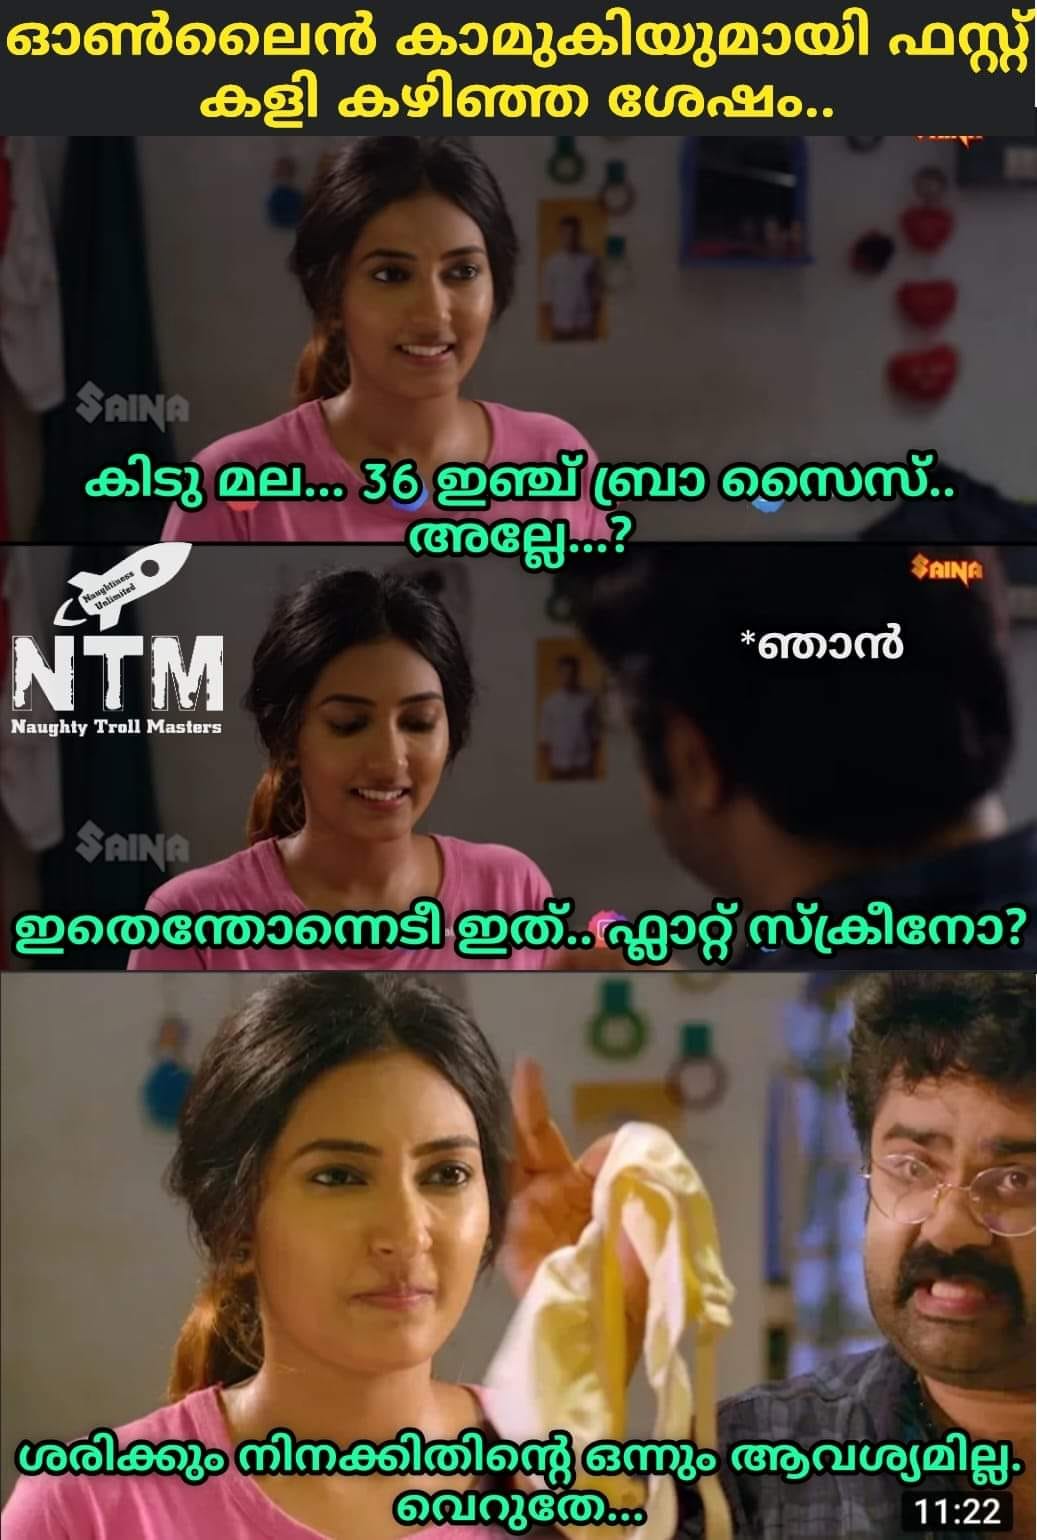 ഓൺലൈൻ കാമുകിയുമായി ഫസ്റ്റ്
കളി കഴിഞ്ഞ ശേഷം..
SAINA
കിടു മല... 36 ഇഞ്ച് ബ്രാ സൈസ്..
അല്ലേ...?
SAINA
Naughtiness
Unlimited
NTM
Naughty Troll Masters
*ഞാൻ
SAINA
ഇതെന്തോന്നെടീ ഇത്.. ഫ്ലാറ്റ് സ്ക്രീനോ?
ശരിക്കും നിനക്കിതിന്റെ ഒന്നും ആവശ്യമില്ല.
വെറുതേ...
11:22